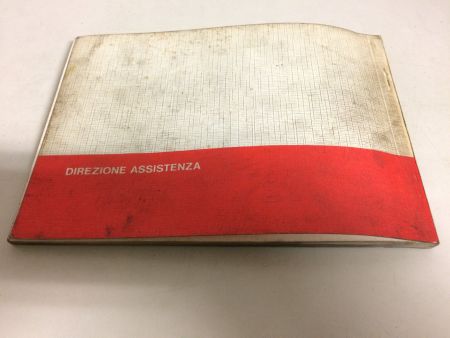 DIREZIONE ASSISTENZA